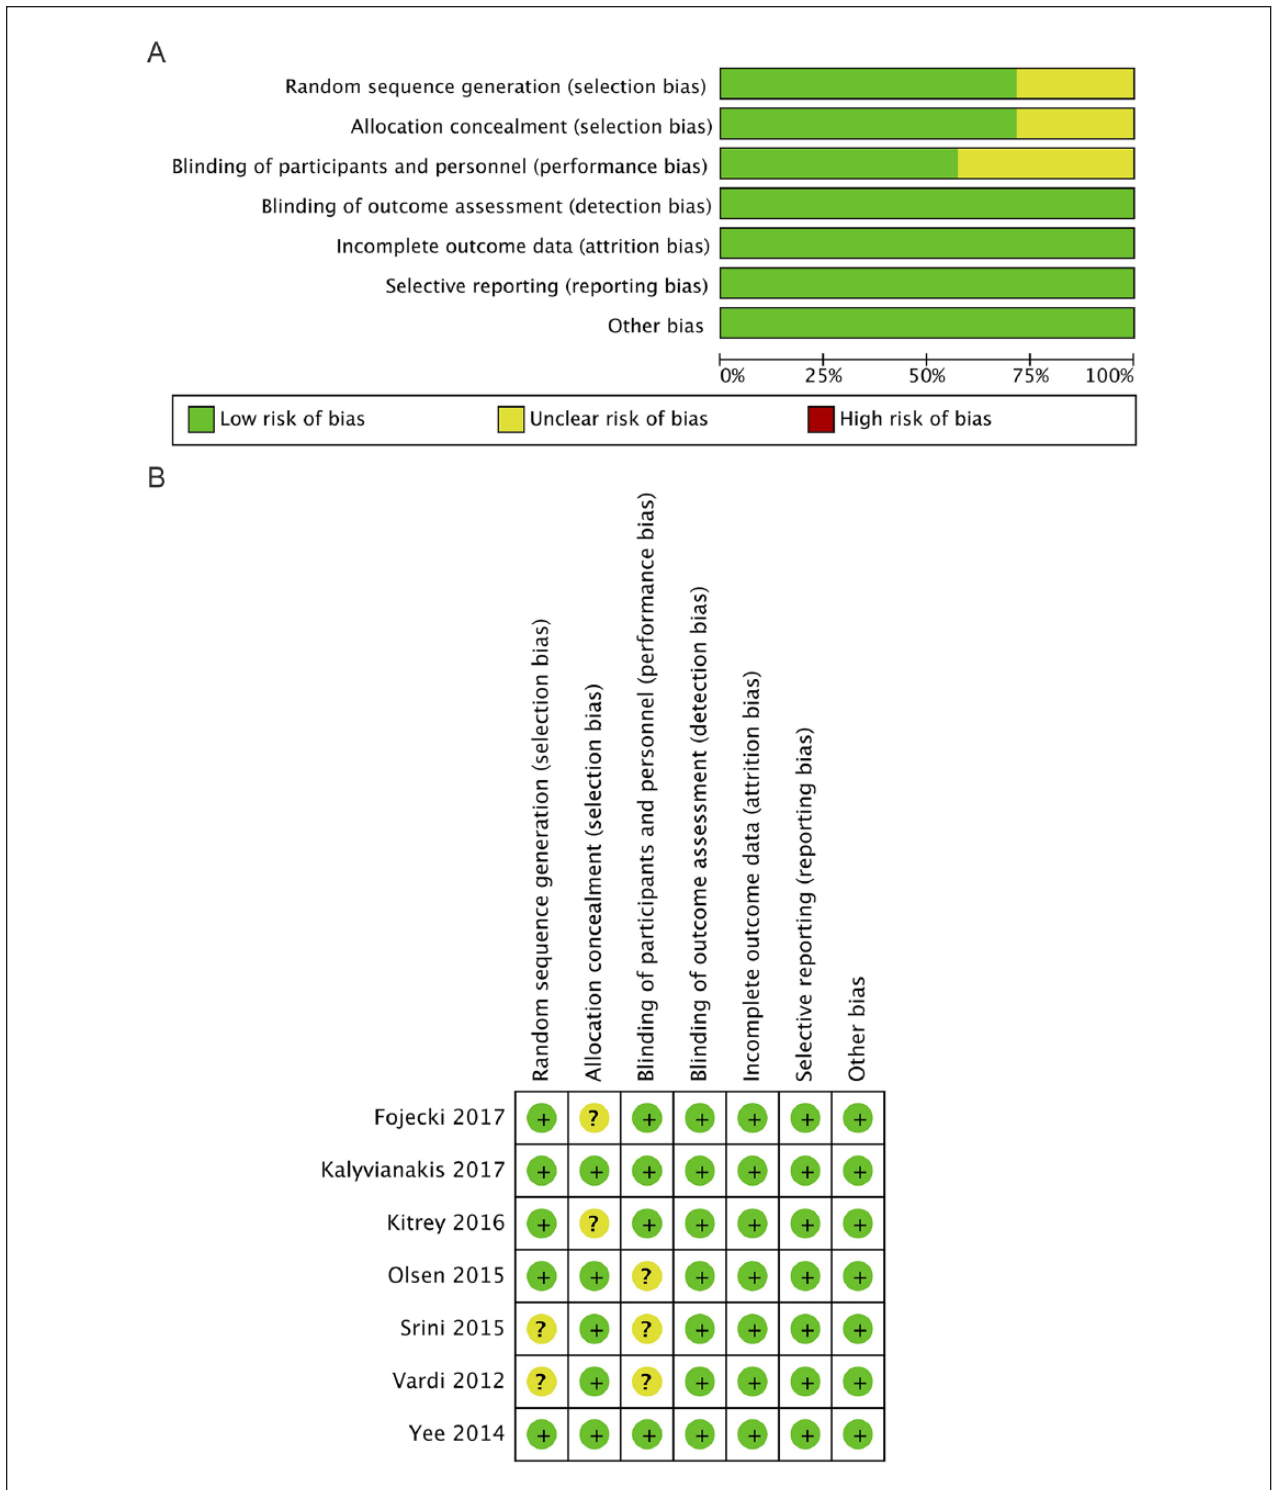 A
Random sequence generation (selection bias)
Allocation concealment (selection bias)
Blinding of participants and personnel (performance bias)
Blinding of outcome assessment (detection bias)
Incomplete outcome data (attrition bias)
Selective reporting (reporting bias)
Other bias
0% 25% 50% 75% 100%
Low risk of bias Unclear risk of bias High risk of bias
B
Random sequence generation (selection bias)
Allocation concealment (selection bias)
Blinding of participants and personnel (performance bias)
Blinding of outcome assessment (detection bias)
Incomplete outcome data (attrition bias)
Selective reporting (reporting bias)
Other bias
Fojecki 2017 + ? + + + + +
Kalyvianakis 2017 + + + + + + +
Kitrey 2016 + ? + + + + +
Olsen 2015 + + ? + + + +
Srini 2015 ? + ? + + + +
Vardi 2012 ? + ? + + + +
Yee 2014 + + + + + + +